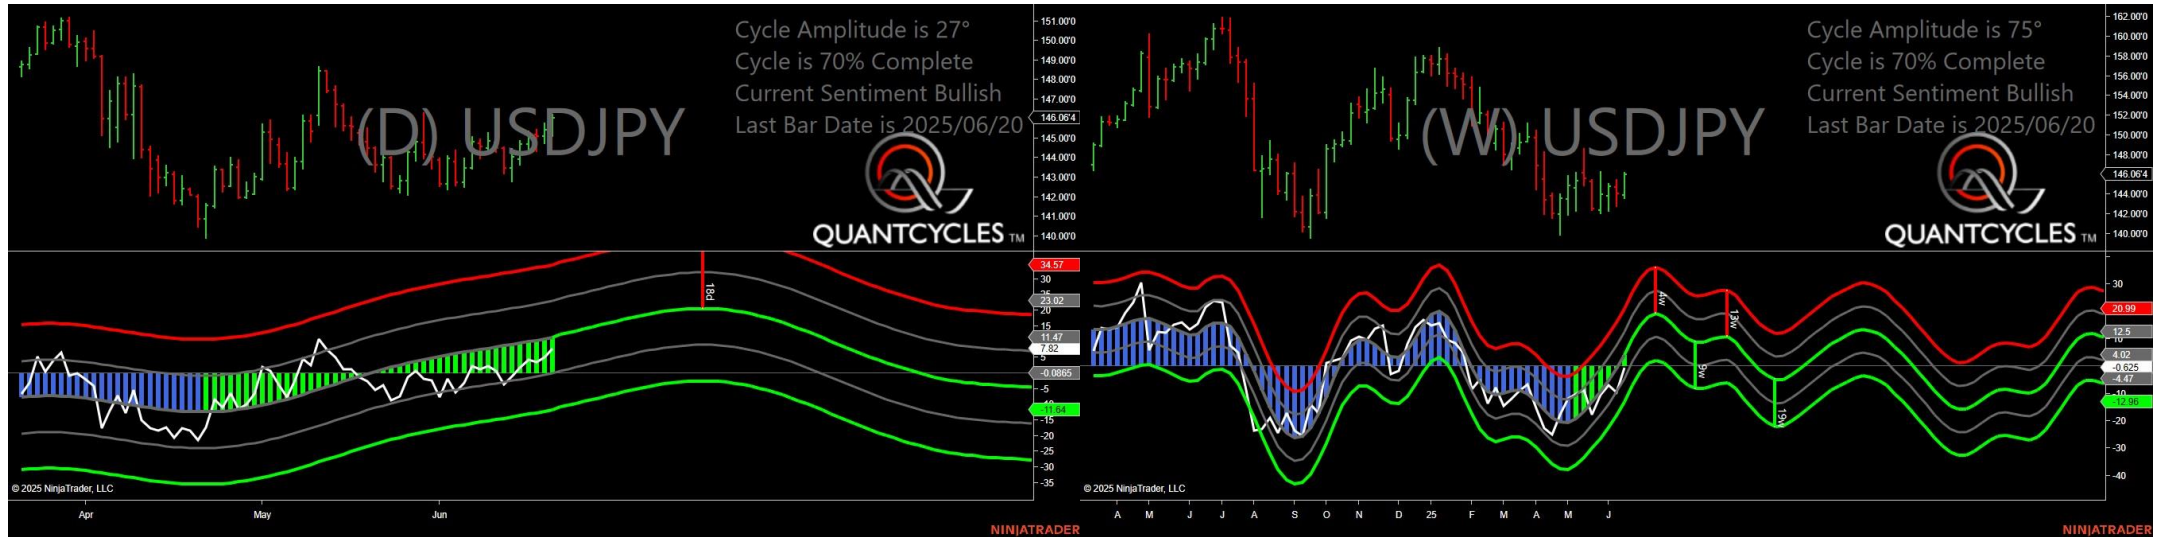 Cycle Amplitude is 27°
Cycle is 70% Complete
Current Sentiment Bullish
Last Bar Date is 2025/06/20
(D) USDJPY
QUANTCYCLES TM
151.00'0
150.00'0
149.00'0
148.00'0
147.00'0
146.06'4
145.00'0
144.00'0
143.00'0
142.00'0
141.00'0
140.00'0
34.57
30
23.02
20
15
11.47
7.82
5
-0.0865
-5
-11.64
-15
-20
-25
-30
-35
18d
© 2025 NinjaTrader, LLC
Apr May Jun
NINJATRADER
Cycle Amplitude is 75°
Cycle is 70% Complete
Current Sentiment Bullish
Last Bar Date is 2025/06/20
(W) USDJPY
QUANTCYCLES TM
162.00'0
160.00'0
158.00'0
156.00'0
154.00'0
152.00'0
150.00'0
148.00'0
146.06'4
144.00'0
142.00'0
140.00'0
30
20.99
12.5
4.02
-0.625
-4.47
-12.96
-20
-30
-40
4w
13w
9w
19w
© 2025 NinjaTrader, LLC
A M J J A S O N D 25 F M A M J
NINJATRADER